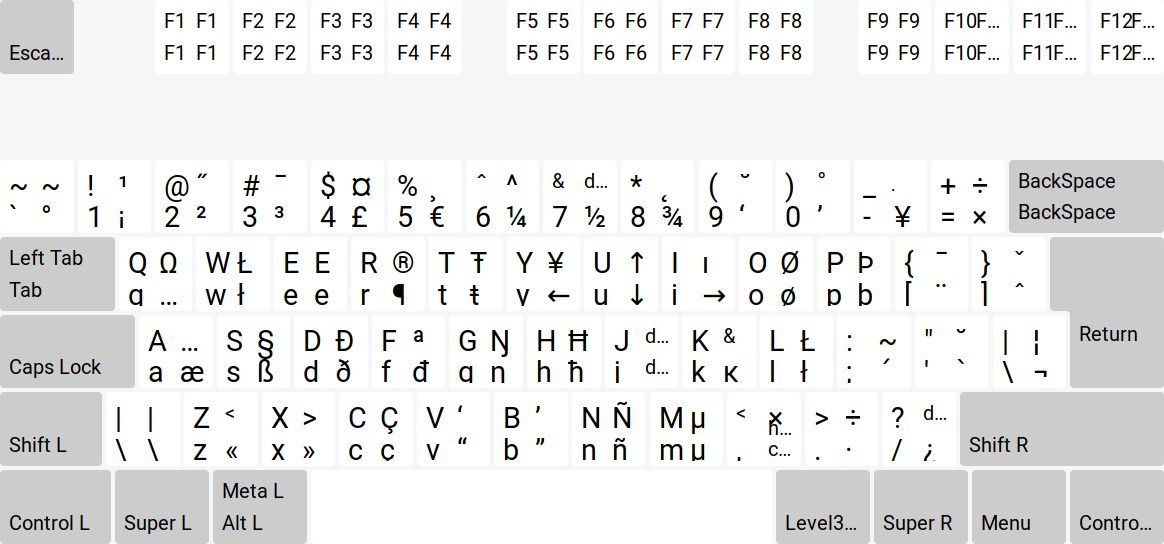 F1 F1 F2 F2 F3 F3 F4 F4 F5 F5 F6 F6 F7 F7 F8 F8 F9 F9 F10F… F11F… F12F…
Esca… F1 F1 F2 F2 F3 F3 F4 F4 F5 F5 F6 F6 F7 F7 F8 F8 F9 F9 F10F… F11F… F12F…
~ ~ ! ¹ @ ˝ # ¯ $ ¤ % ¸ ˆ ^ & d… * ˛ ( ˘ ) ° _ ˙ + ÷ BackSpace
` ° 1 ¡ 2 ² 3 ³ 4 £ 5 € 6 ¼ 7 ½ 8 ¾ 9 ‘ 0 ’ - ¥ = × BackSpace
Left Tab Q Ω W Ł E E R ® T Ŧ Y ¥ U ↑ I ı O Ø P Þ { ¯ } ˇ
Tab q … w ł e e r ¶ t ŧ y ← u ↓ i → o ø p þ [ ¨ ] ˆ
A … S § D Ð F ª G Ŋ H Ħ J d… K & L Ł : ~ " ˘ | ¦ Return
Caps Lock a æ s ß d ð f đ g ŋ h ħ j d… k ĸ l ł ; ´ ' ` \ ¬
| | Z < X > C Ç V ‘ B ’ N Ñ M µ < × > ÷ ? d…
Shift L \ \ z « x » c ç v “ b ” n ñ m µ , c… . · / ¿ Shift R
Meta L
Control L Super L Alt L Level3… Super R Menu Contro…